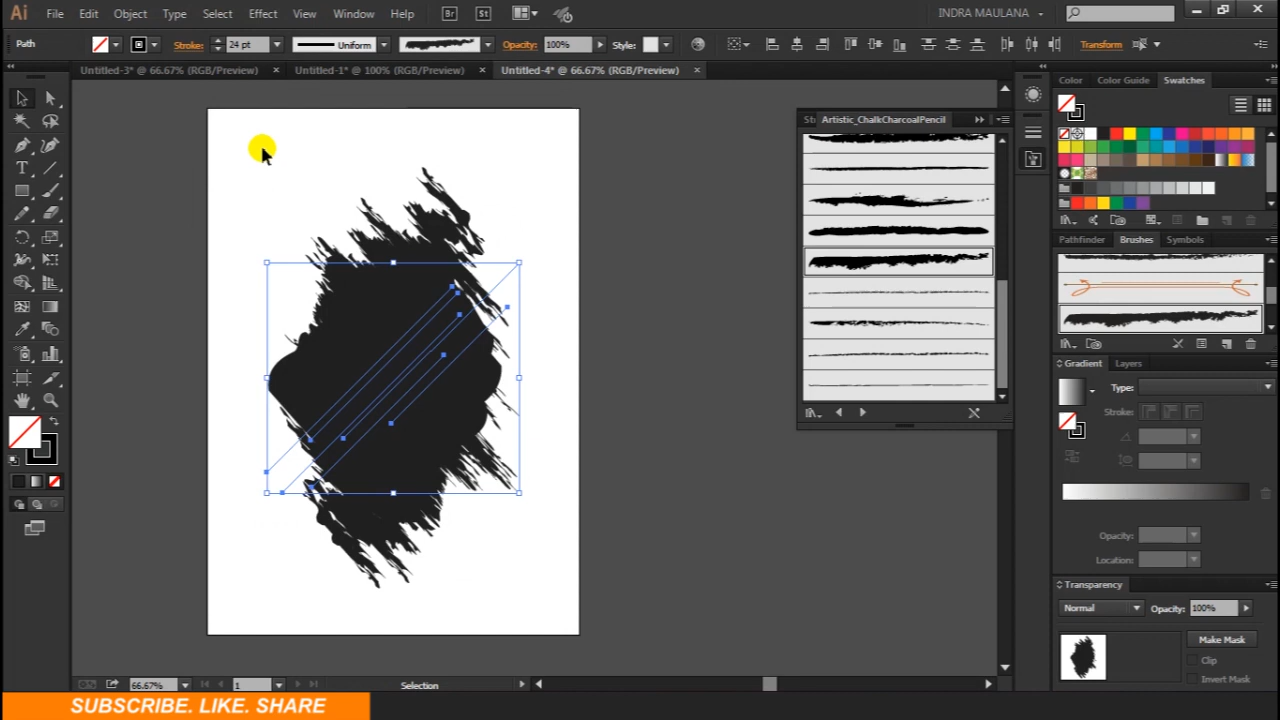 Ai File Edit Object Type Select Effect View Window Help Br St INDRA MAULANA
Path Stroke: 24 pt Uniform Opacity: 100% Style: Transform
Untitled-3* @ 66.67% (RGB/Preview) × Untitled-1* @ 100% (RGB/Preview) × Untitled-4* @ 66.67% (RGB/Preview) ×
Color Color Guide Swatches
St Artistic_ChalkCharcoalPencil
Pathfinder Brushes Symbols
Gradient Layers
Type:
Stroke:
Opacity:
Location:
Transparency
Normal Opacity: 100%
Make Mask
Clip
Invert Mask
66.67% 1 Selection
SUBSCRIBE. LIKE. SHARE